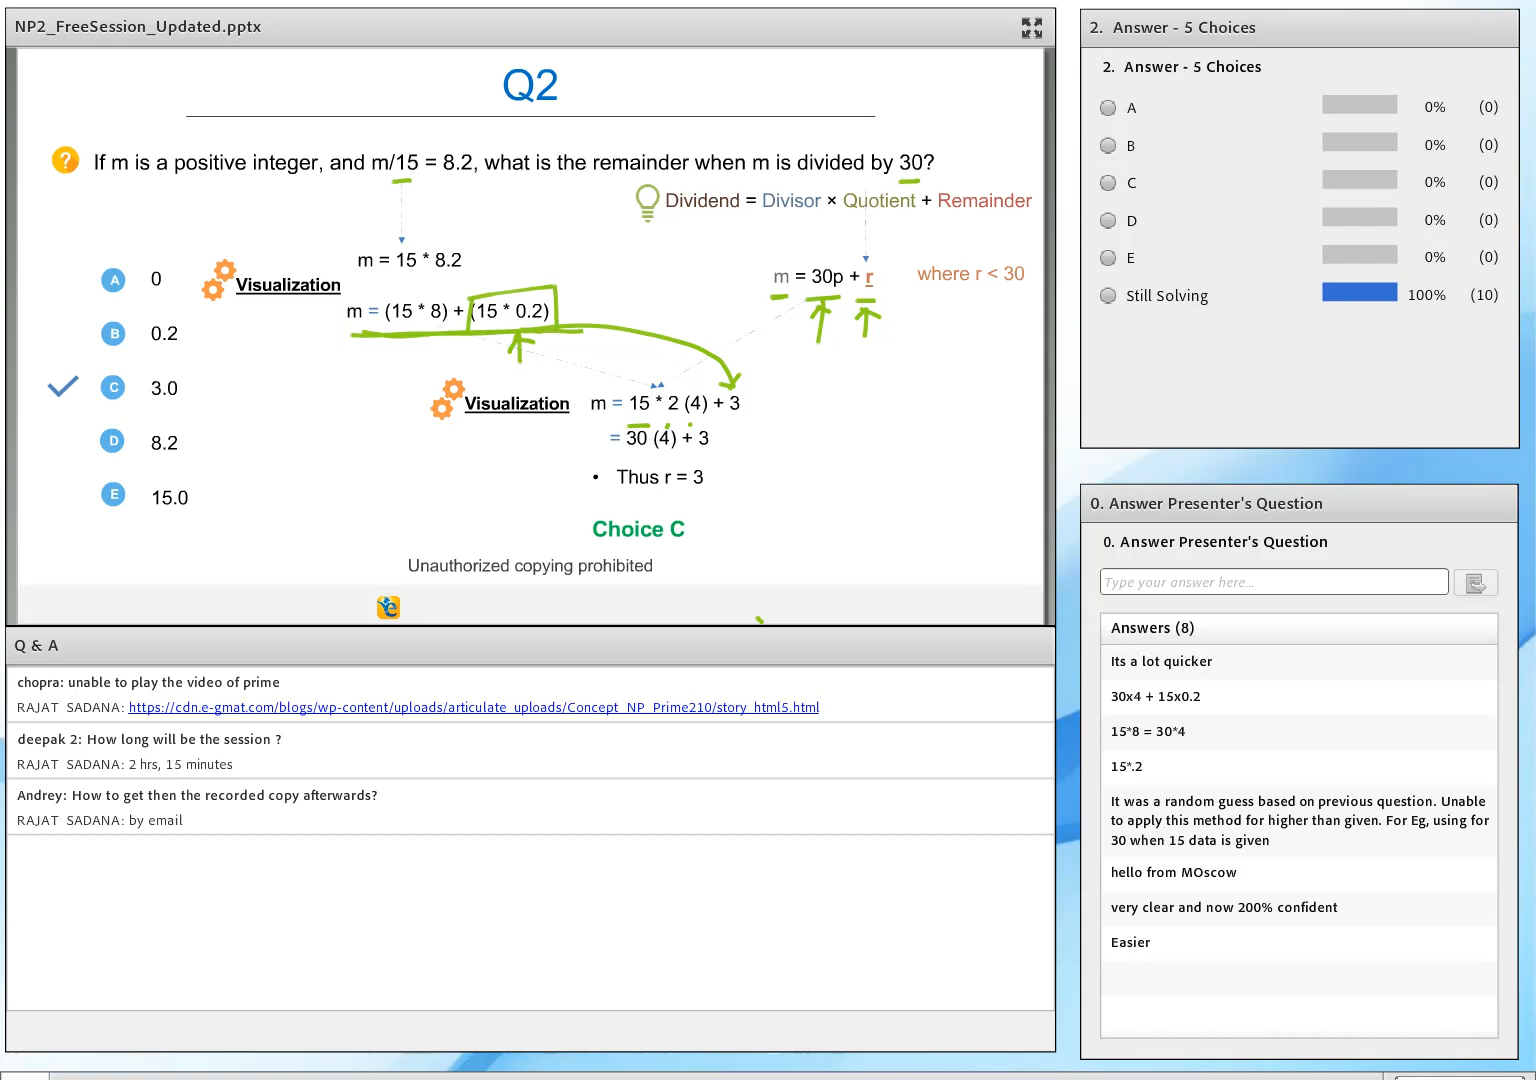 NP2_FreeSession_Updated.pptx
Q2
? If m is a positive integer, and m/15 = 8.2, what is the remainder when m is divided by 30?
Dividend = Divisor × Quotient + Remainder
m = 15 * 8.2
m = 30p + r where r < 30
A 0
Visualization
m = (15 * 8) + (15 * 0.2)
B 0.2
C 3.0
Visualization m = 15 * 2 (4) + 3
= 30 (4) + 3
D 8.2
• Thus r = 3
E 15.0
Choice C
Unauthorized copying prohibited
e
Q & A
chopra: unable to play the video of prime
RAJAT SADANA: https://cdn.e-gmat.com/blogs/wp-content/uploads/articulate_uploads/Concept_NP_Prime210/story_html5.html
deepak 2: How long will be the session ?
RAJAT SADANA: 2 hrs, 15 minutes
Andrey: How to get then the recorded copy afterwards?
RAJAT SADANA: by email
2. Answer - 5 Choices
2. Answer - 5 Choices
A 0% (0)
B 0% (0)
C 0% (0)
D 0% (0)
E 0% (0)
Still Solving 100% (10)
0. Answer Presenter's Question
0. Answer Presenter's Question
Type your answer here...
Answers (8)
Its a lot quicker
30x4 + 15x0.2
15*8 = 30*4
15*.2
It was a random guess based on previous question. Unable
to apply this method for higher than given. For Eg, using for
30 when 15 data is given
hello from MOscow
very clear and now 200% confident
Easier